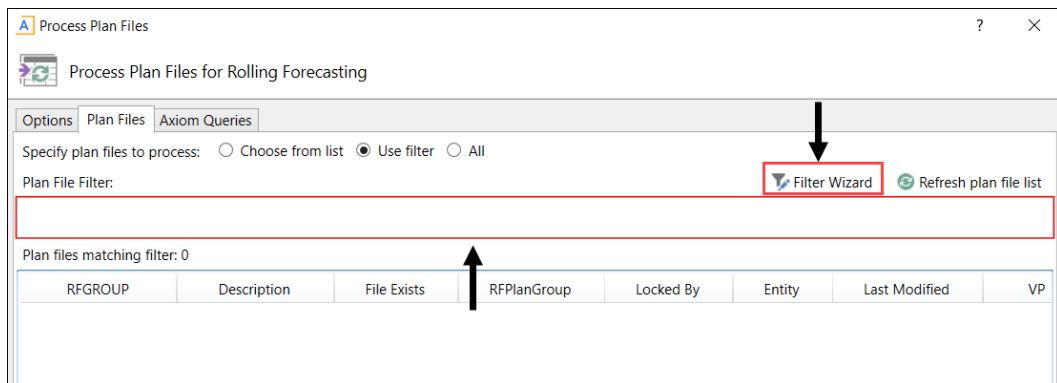 A Process Plan Files ?
Process Plan Files for Rolling Forecasting
Options Plan Files Axiom Queries
Specify plan files to process: Choose from list Use filter All
Plan File Filter: Filter Wizard Refresh plan file list
Plan files matching filter: 0
RFGROUP Description File Exists RFPlanGroup Locked By Entity Last Modified VP